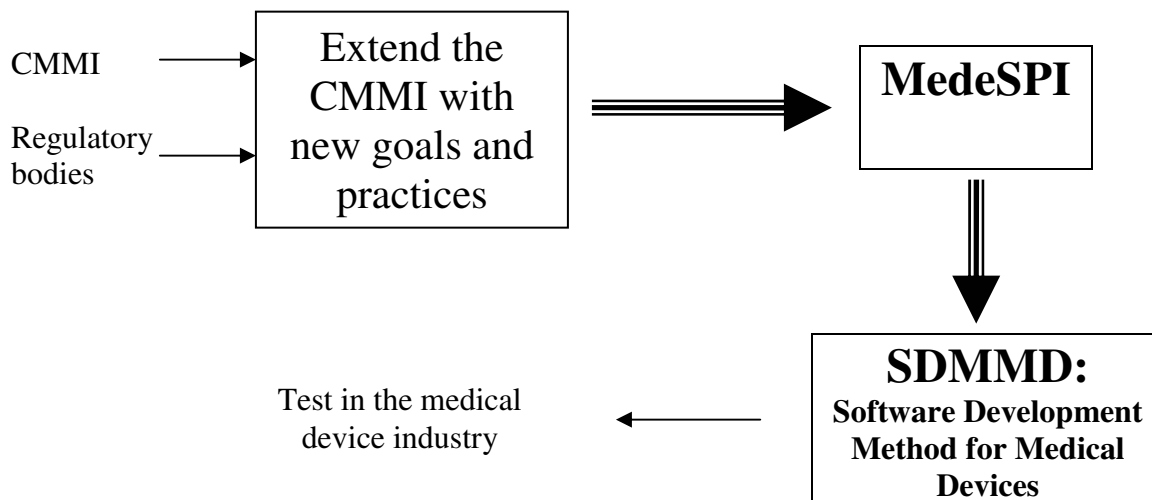 CMMI
Regulatory
bodies
Extend the
CMMI with
new goals and
practices
MedeSPI
SDMMD:
Software Development
Method for Medical
Devices
Test in the medical
device industry